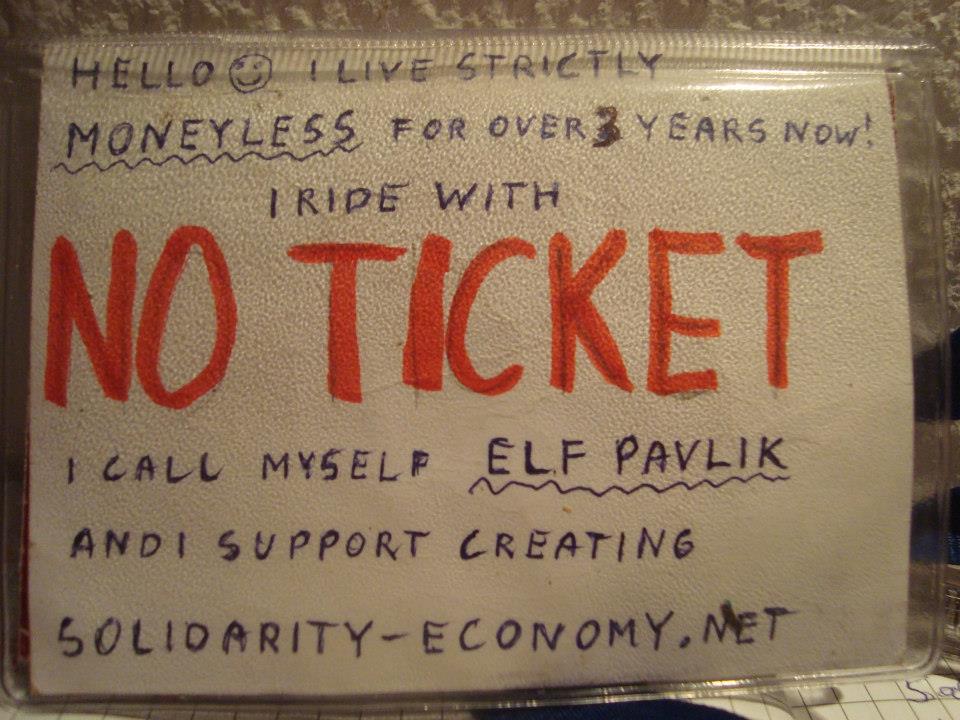 HELLO ☺ I LIVE STRICTLY
MONEYLESS FOR OVER 3 YEARS NOW!
I RIDE WITH
NO TICKET
I CALL MYSELF ELF PAVLIK
AND I SUPPORT CREATING
SOLIDARITY-ECONOMY.NET